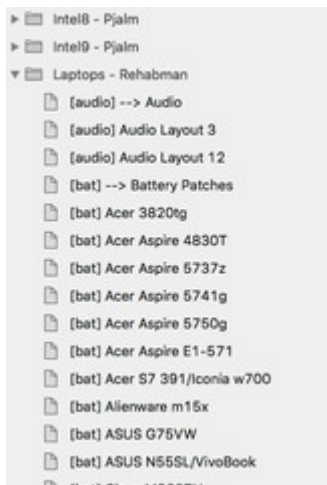 Intel8 - Pjalm
Intel9 - Pjalm
Laptops - Rehabman
[audio] --> Audio
[audio] Audio Layout 3
[audio] Audio Layout 12
[bat] --> Battery Patches
[bat] Acer 3820tg
[bat] Acer Aspire 4830T
[bat] Acer Aspire 5737z
[bat] Acer Aspire 5741g
[bat] Acer Aspire 5750g
[bat] Acer Aspire E1-571
[bat] Acer S7 391/Iconia w700
[bat] Alienware m15x
[bat] ASUS G75VW
[bat] ASUS N55SL/VivoBook